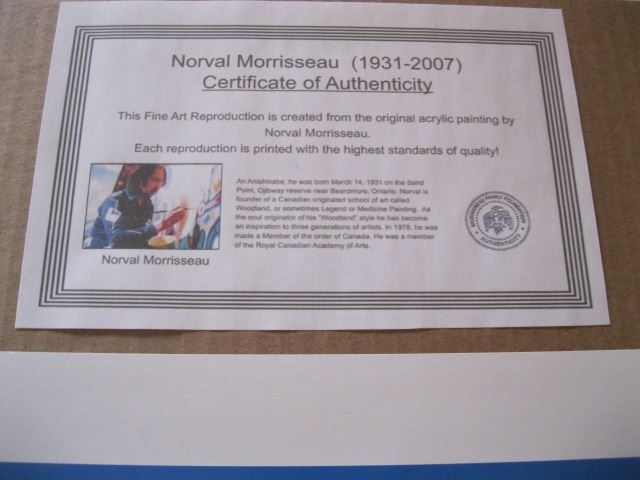 Norval Morrisseau (1931-2007)
Certificate of Authenticity
This Fine Art Reproduction is created from the original acrylic painting by
Norval Morrisseau.
Each reproduction is printed with the highest standards of quality!
An Anishinabe, he was born March 14, 1931 on the Sand
Point, Ojibway reserve near Beardmore, Ontario. Norval is
founder of a Canadian originated school of art called
Woodland, or sometimes Legend or Medicine Painting. As
the soul originator of his "Woodland" style he has become
an inspiration to three generations of artists. In 1978, he was
made a Member of the order of Canada. He was a member
of the Royal Canadian Academy of Arts.
Norval Morrisseau
MORRISSEAU FAMILY FOUNDATION
AUTHENTICITY